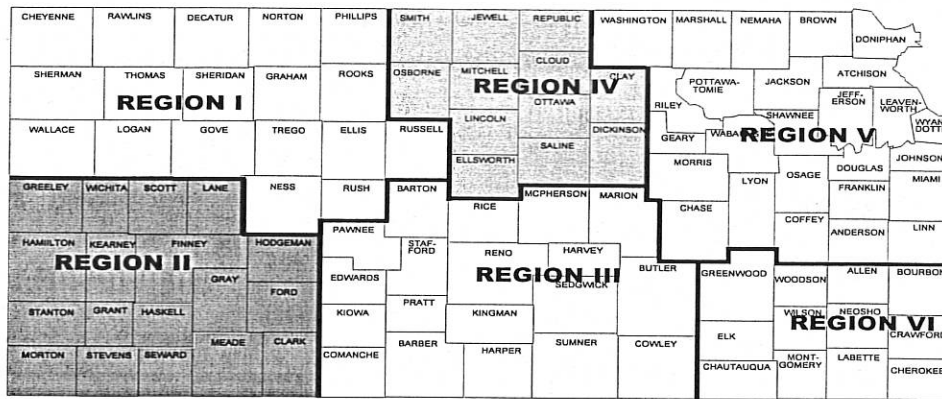 CHEYENNE RAWLINS DECATUR NORTON PHILLIPS SMITH JEWELL REPUBLIC WASHINGTON MARSHALL NEMAHA BROWN
DONIPHAN
SHERMAN THOMAS SHERIDAN GRAHAM ROOKS OSBORNE MITCHELL CLOUD CLAY POTTAWA-
TOMIE JACKSON ATCHISON
REGION I REGION IV
OTTAWA RILEY SHAWNEE JEFF-
ERSON LEAVEN-
WORTH WYAN
DOTT
WALLACE LOGAN GOVE TREGO ELLIS RUSSELL LINCOLN DICKINSON GEARY WABA
REGION V
ELLSWORTH SALINE MORRIS DOUGLAS JOHNSON
GREELEY WICHITA SCOTT LANE NESS RUSH BARTON RICE MCPHERSON MARION CHASE LYON OSAGE FRANKLIN MIAMI
HAMILTON KEARNEY FINNEY HODGEMAN PAWNEE STAF-
FORD RENO HARVEY COFFEY ANDERSON LINN
REGION II REGION III
GRAY FORD EDWARDS SEDGWICK BUTLER GREENWOOD WOODSON ALLEN BOURBON
STANTON GRANT HASKELL KIOWA PRATT KINGMAN WILSON NEOSHO
REGION VI
CRAWFORD
MORTON STEVENS SEWARD MEADE CLARK COMANCHE BARBER HARPER SUMNER COWLEY ELK
CHAUTAUQUA MONT-
GOMERY LABETTE CHEROKEE